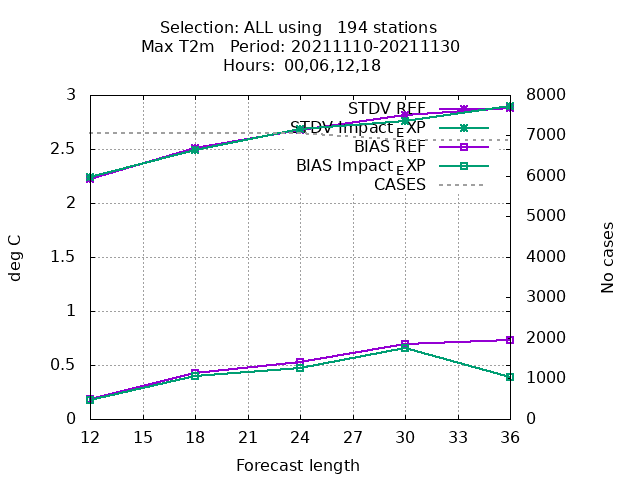 Selection: ALL using   194 stations
Max T2m   Period: 20211110-20211130
Hours: 00,06,12,18
STDV REF
STDV Impact_EXP
BIAS REF
BIAS Impact_EXP
CASES
3
2.5
2
1.5
1
0.5
0
8000
7000
6000
5000
4000
3000
2000
1000
0
deg C
No cases
12 15 18 21 24 27 30 33 36
Forecast length